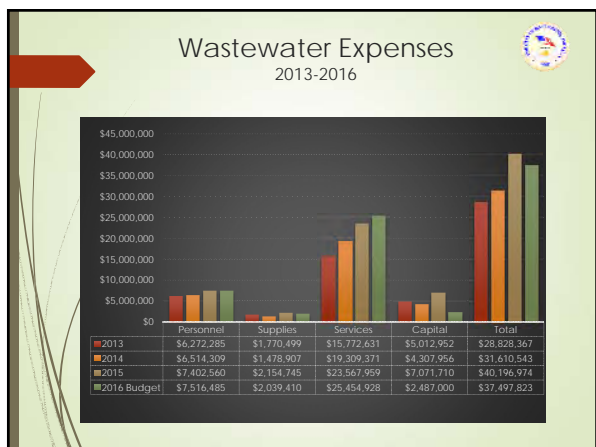 Wastewater Expenses
2013-2016
$45,000,000
$40,000,000
$35,000,000
$30,000,000
$25,000,000
$20,000,000
$15,000,000
$10,000,000
$5,000,000
$0
Personnel Supplies Services Capital Total
2013 $6,272,285 $1,770,499 $15,772,631 $5,012,952 $28,828,367
2014 $6,514,309 $1,478,907 $19,309,371 $4,307,956 $31,610,543
2015 $7,402,560 $2,154,745 $23,567,959 $7,071,710 $40,196,974
2016 Budget $7,516,485 $2,039,410 $25,454,928 $2,487,000 $37,497,823